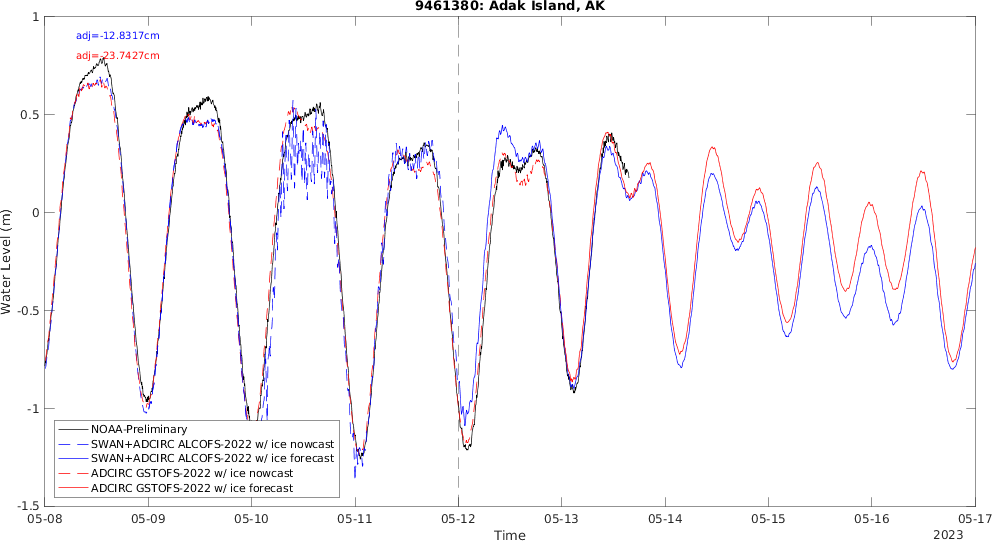 9461380: Adak Island, AK
adj=-12.8317cm
adj=-23.7427cm
1
0.5
0
-0.5
-1
-1.5
Water Level (m)
NOAA-Preliminary
SWAN+ADCIRC ALCOFS-2022 w/ ice nowcast
SWAN+ADCIRC ALCOFS-2022 w/ ice forecast
ADCIRC GSTOFS-2022 w/ ice nowcast
ADCIRC GSTOFS-2022 w/ ice forecast
05-08 05-09 05-10 05-11 05-12 05-13 05-14 05-15 05-16 05-17
Time
2023